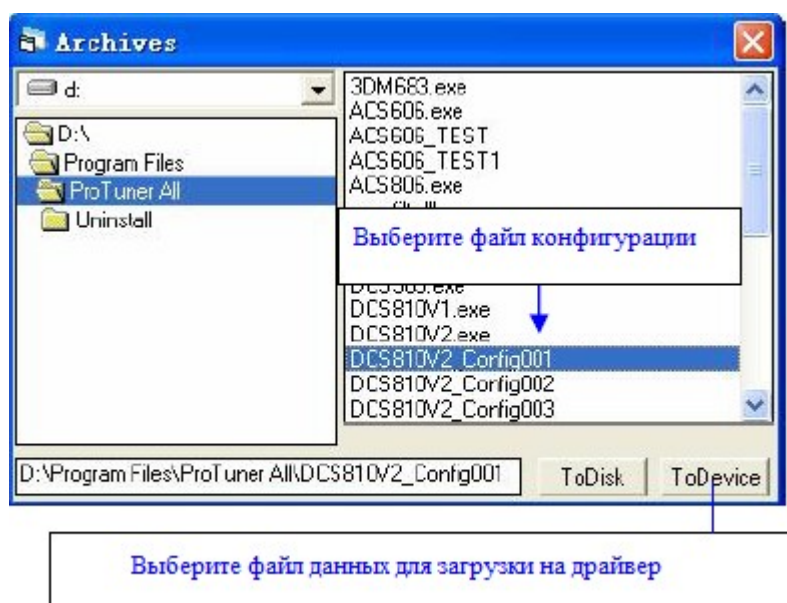 Archives
d:
D:\
Program Files
ProTuner All
Uninstall
3DM683.exe
ACS606.exe
ACS606_TEST
ACS606_TEST1
ACS806.exe
Выберите файл конфигурации
DCS810V1.exe
DCS810V2.exe
DCS810V2_Config001
DCS810V2_Config002
DCS810V2_Config003
D:\Program Files\ProTuner All\DCS810V2_Config001
ToDisk
ToDevice
Выберите файл данных для загрузки на драйвер